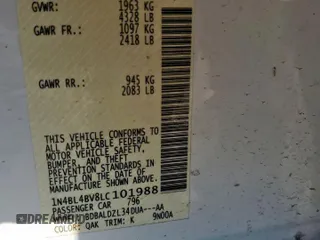 GVWR: 1963 KG
4328 LB
GAWR FR.: 1097 KG
2418 LB
GAWR RR.: 945 KG
2083 LB
THIS VEHICLE CONFORMS TO
ALL APPLICABLE FEDERAL
MOTOR VEHICLE SAFETY,
BUMPER, AND THEFT
PREVENTION STANDARDS IN
EFFECT ON THE DATE OF
MANUFACTURE SHOWN ABOVE.
1N4BL4BV8LC101988
PASSENGER CAR 796
COLOR: QAK TRIM: K 9N00A